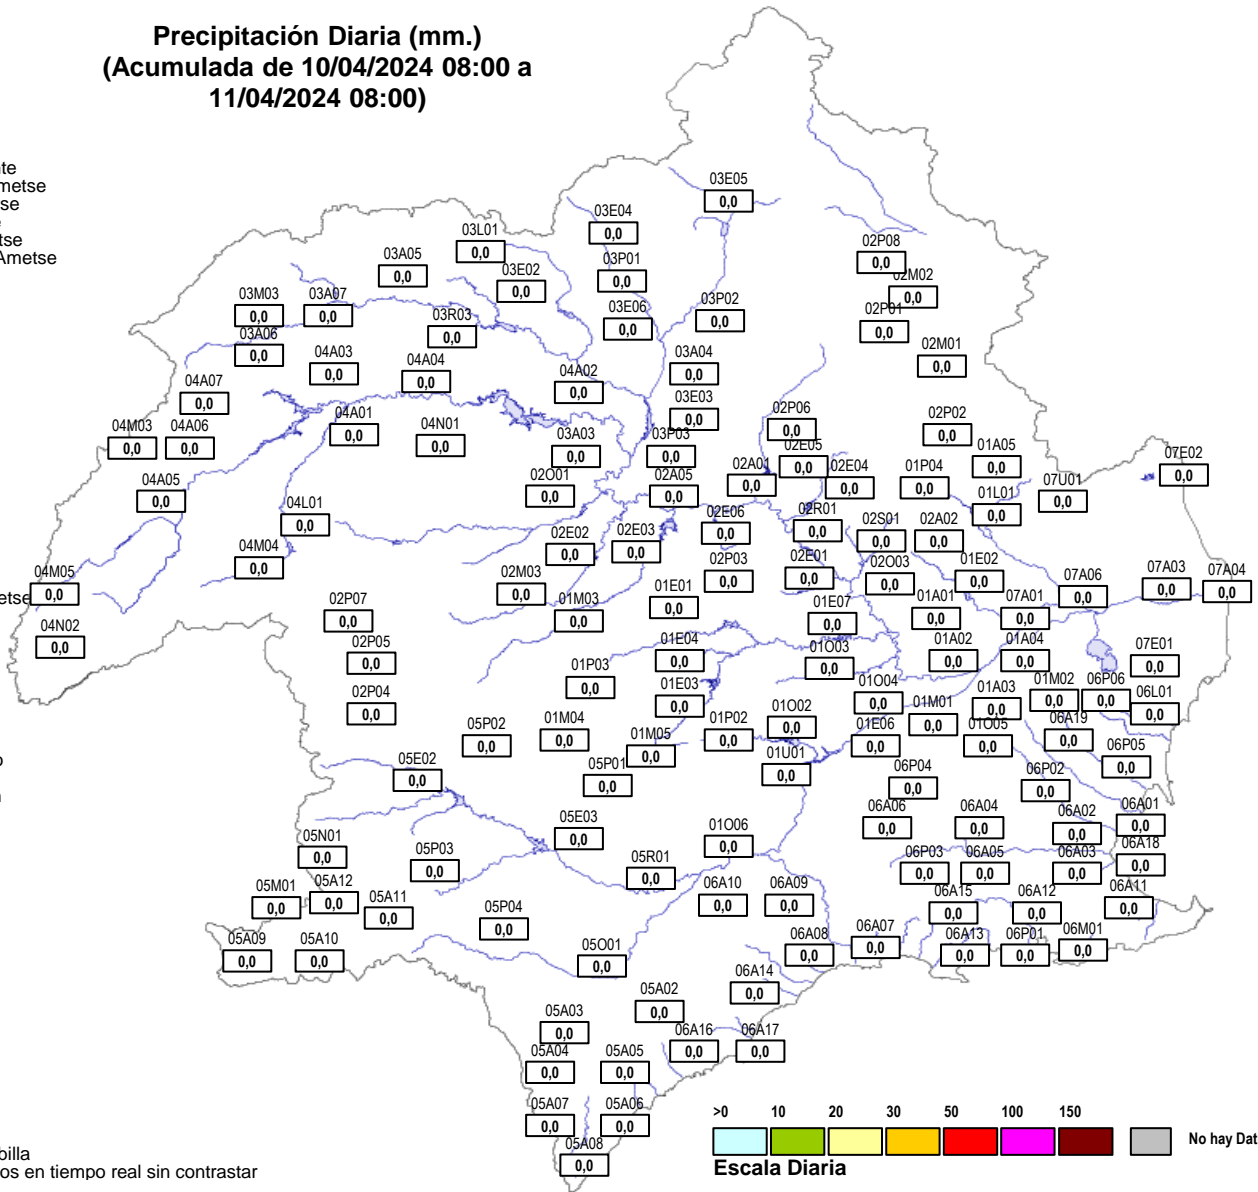 Precipitación Diaria (mm.)
(Acumulada de 10/04/2024 08:00 a
11/04/2024 08:00)
nte
metse
se
tse
Ametse
03E05
0,0
03E04
0,0
03L01
0,0
03A05
0,0
03P01
0,0
03E02
0,0
02P08
0,0
02M02
0,0
03M03
0,0
03A07
0,0
03R03
0,0
03E06
0,0
03P02
0,0
02P01
0,0
03A06
0,0
04A03
0,0
04A04
0,0
04A02
0,0
03A04
0,0
02M01
0,0
04A07
0,0
03E03
0,0
04M03
0,0
04A06
0,0
04A01
0,0
04N01
0,0
03A03
0,0
03P03
0,0
02P06
0,0
02E05
0,0
02P02
0,0
01A05
0,0
07E02
0,0
04A05
0,0
02O01
0,0
02A05
0,0
02A01
0,0
02E04
0,0
01P04
0,0
01L01
0,0
07U01
0,0
04L01
0,0
02E06
0,0
02R01
0,0
02S01
0,0
02A02
0,0
02E02
0,0
02E03
0,0
04M04
0,0
02P03
0,0
02E01
0,0
02O03
0,0
01E02
0,0
04M05
0,0
etse
02M03
0,0
01M03
0,0
01E01
0,0
01E07
0,0
01A01
0,0
07A01
0,0
07A06
0,0
07A03
0,0
07A04
0,0
04N02
0,0
02P07
0,0
02P05
0,0
02P04
0,0
01E04
0,0
01P03
0,0
01E03
0,0
01O03
0,0
01A02
0,0
01A04
0,0
07E01
0,0
01O04
0,0
01M01
0,0
01A03
0,0
01M02
0,0
06P06
0,0
06L01
0,0
05P02
0,0
01M04
0,0
01M05
0,0
01P02
0,0
01O02
0,0
01E06
0,0
01O05
0,0
06A19
0,0
06P05
0,0
05E02
0,0
05P01
0,0
01U01
0,0
06P04
0,0
06P02
0,0
05E03
0,0
01O06
0,0
06A06
0,0
06A04
0,0
06A02
0,0
06A01
0,0
05N01
0,0
05P03
0,0
05R01
0,0
06P03
0,0
06A05
0,0
06A03
0,0
06A18
0,0
05M01
0,0
05A12
0,0
05A11
0,0
06A10
0,0
06A09
0,0
06A15
0,0
06A12
0,0
06A11
0,0
05P04
0,0
05A09
0,0
05A10
0,0
05O01
0,0
06A08
0,0
06A07
0,0
06A13
0,0
06P01
0,0
06M01
0,0
06A14
0,0
05A02
0,0
05A03
0,0
06A16
0,0
06A17
0,0
05A04
0,0
05A05
0,0
05A07
0,0
05A06
0,0
05A08
0,0
>0 10 20 30 50 100 150
No hay Dat
Escala Diaria
billa
os en tiempo real sin contrastar